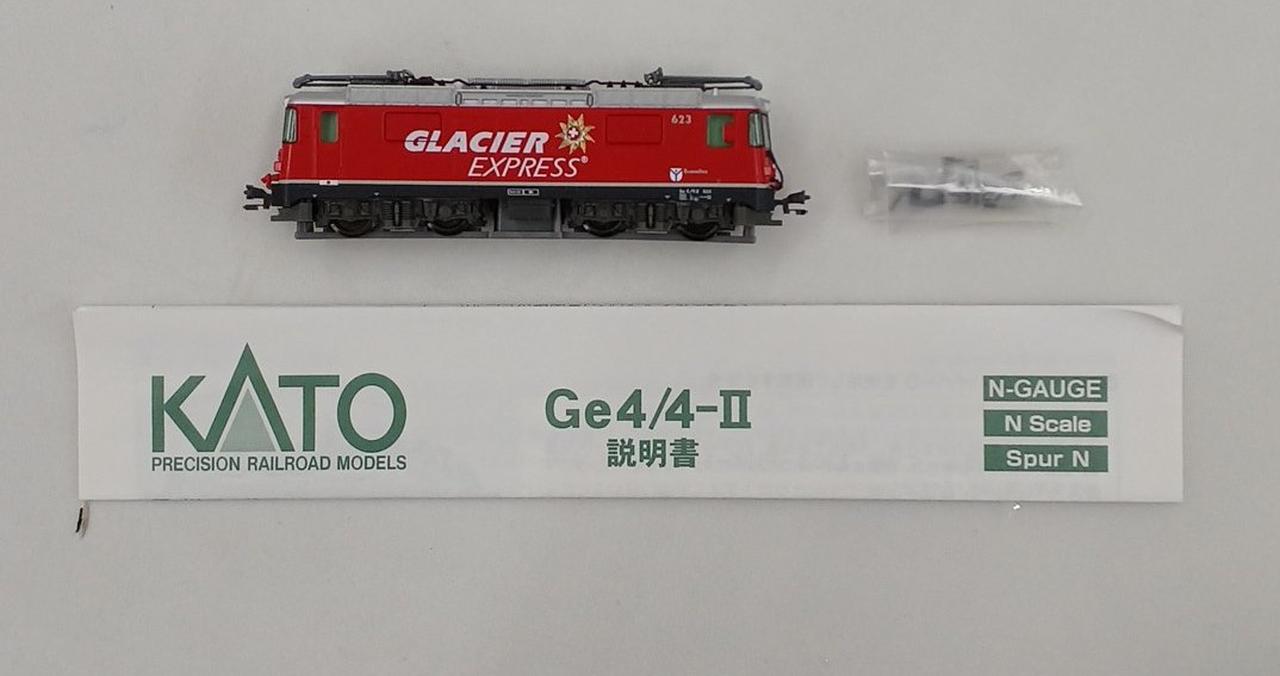 GLACIER
EXPRESS®
623
KATO
PRECISION RAILROAD MODELS
Ge4/4-II
説明書
N-GAUGE
N Scale
Spur N